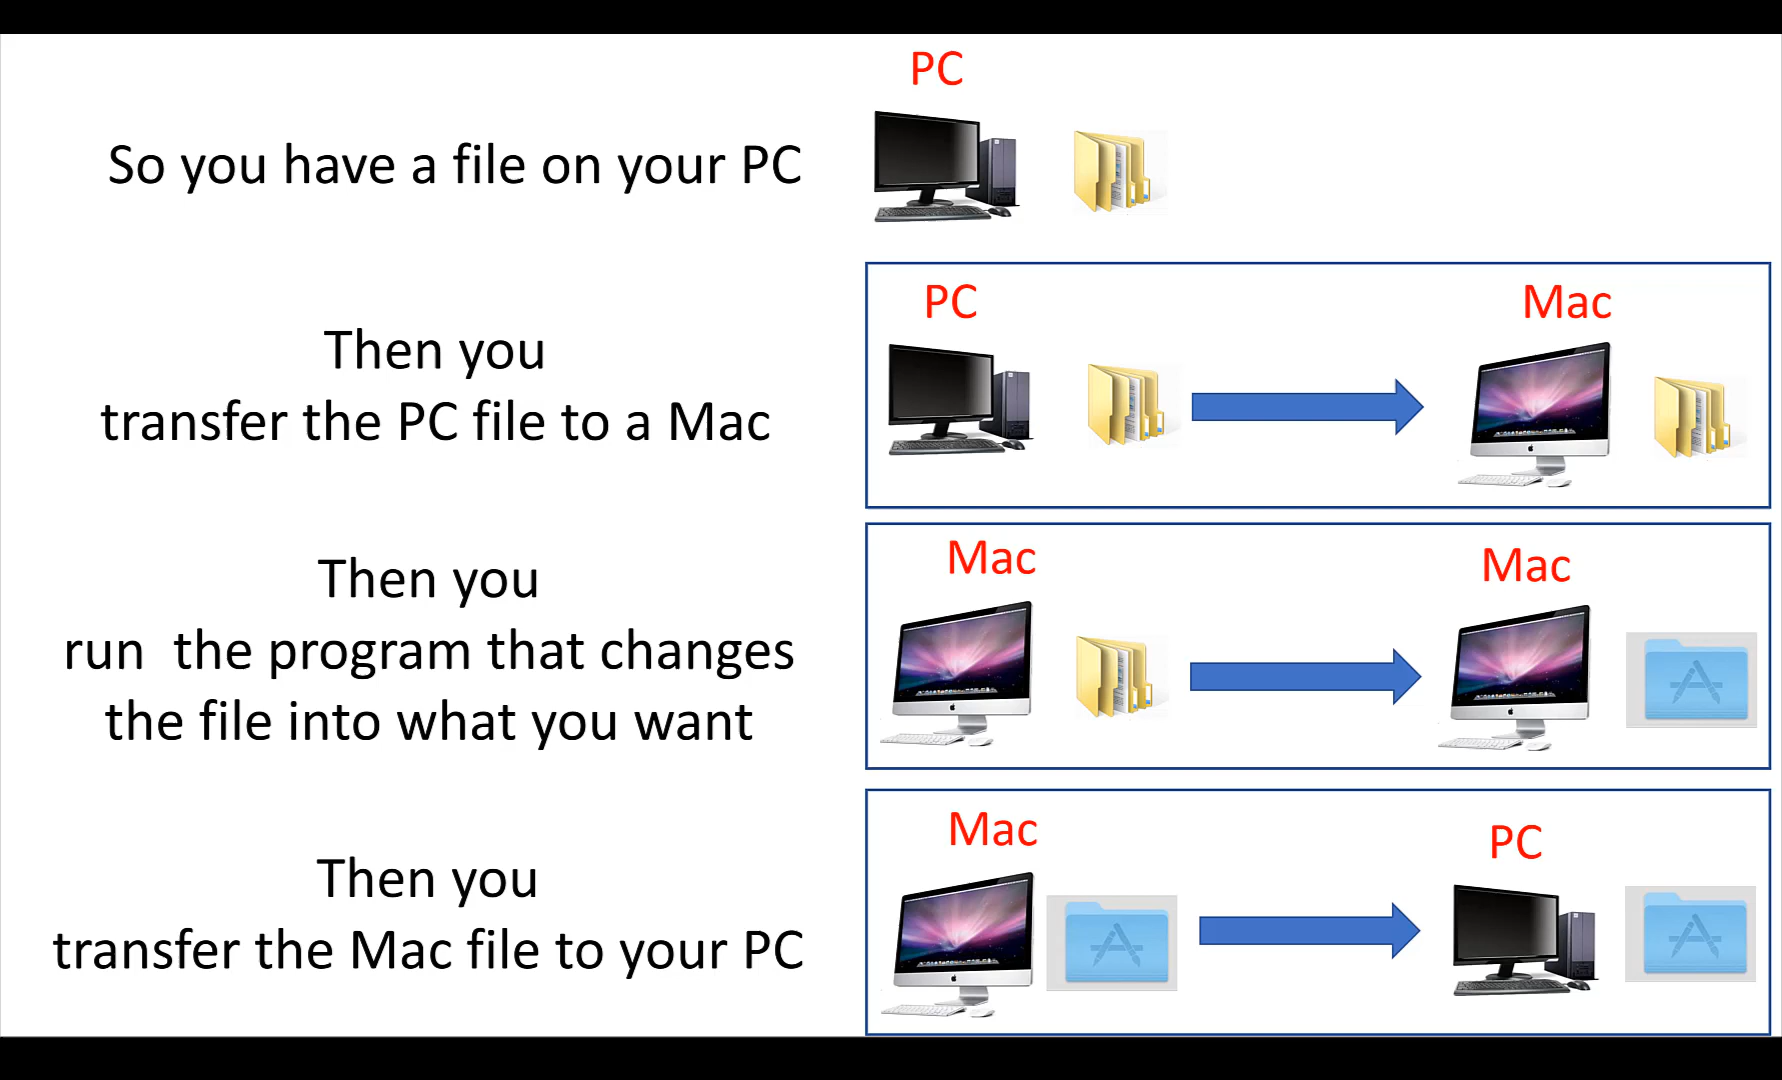 PC
So you have a file on your PC
PC
Mac
Then you
transfer the PC file to a Mac
Mac
Mac
Then you
run  the program that changes
the file into what you want
Mac
PC
Then you
transfer the Mac file to your PC